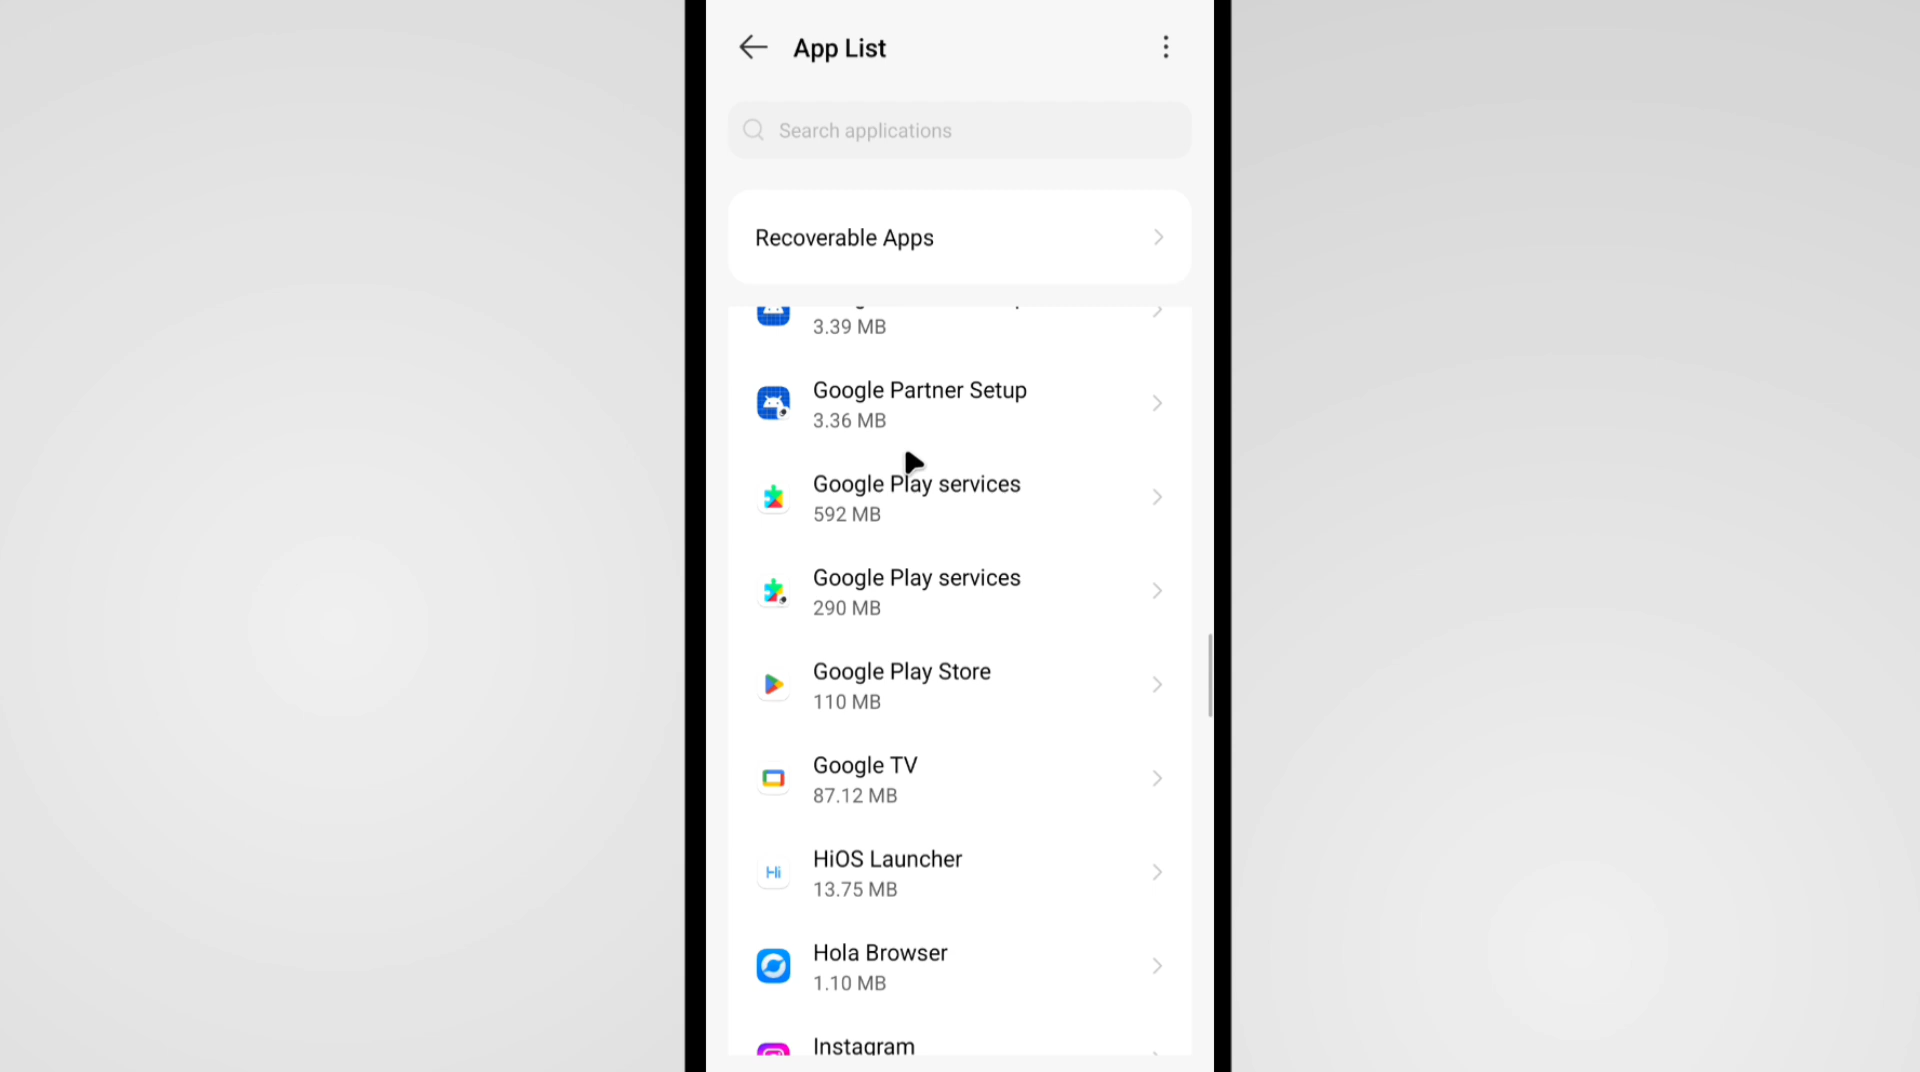 App List
Search applications
Recoverable Apps
3.39 MB
Google Partner Setup
3.36 MB
Google Play services
592 MB
Google Play services
290 MB
Google Play Store
110 MB
Google TV
87.12 MB
Hi
HiOS Launcher
13.75 MB
Hola Browser
1.10 MB
Instagram